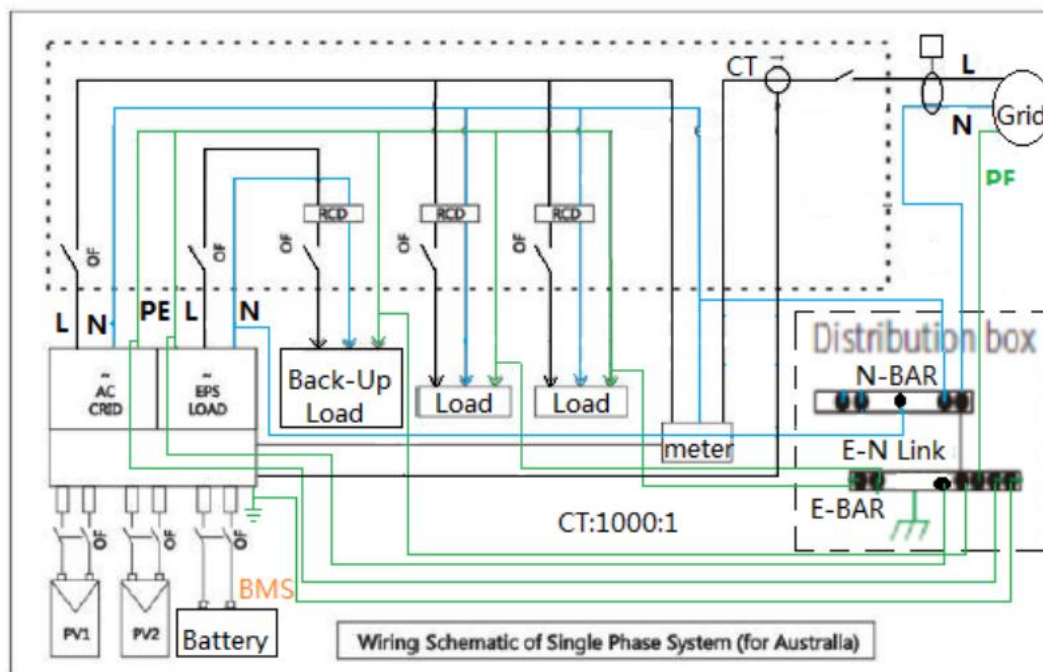 CT
L
N
Grid
PE
RCD
RCD
RCD
OF
OF
OF
OF
OF
L
N
PE
L
N
Distribution box
N-BAR
~
AC
CRID
~
EPS
LOAD
Back-Up
Load
Load
Load
meter
E-N Link
E-BAR
CT:1000:1
OF
OF
OF
BMS
PV1
PV2
Battery
Wiring Schematic of Single Phase System (for Australla)